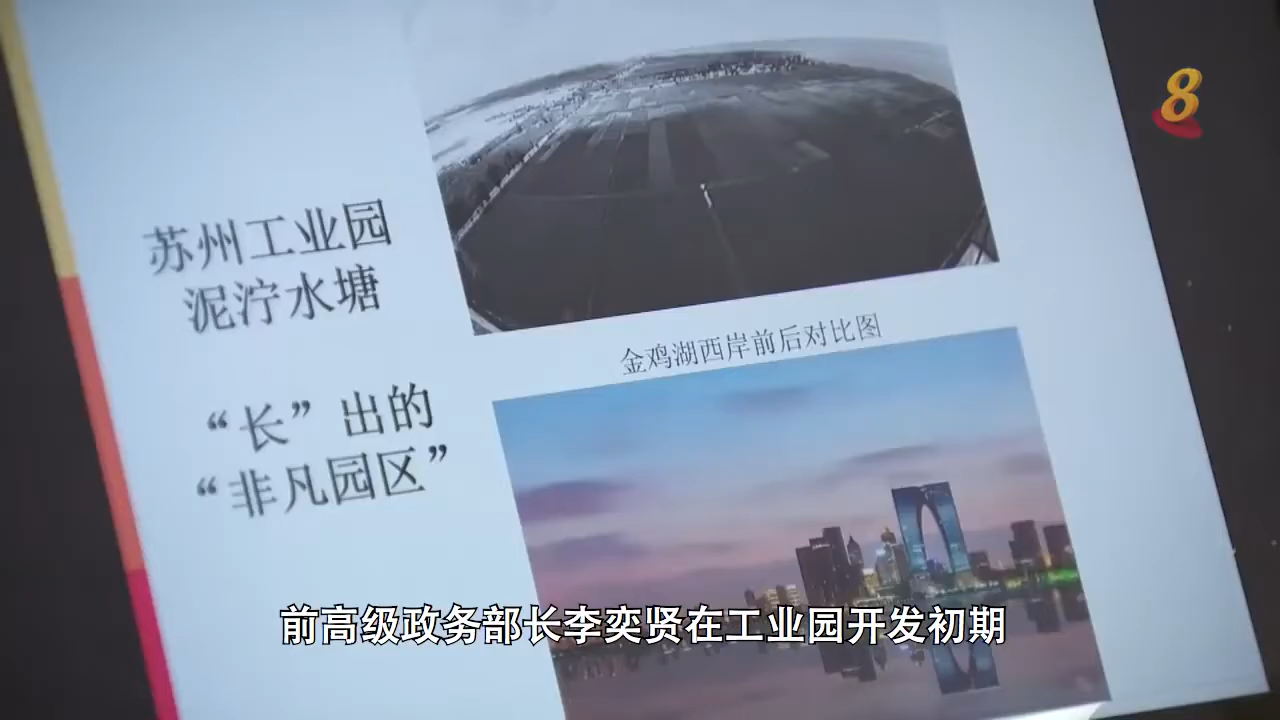 8
苏州工业园
泥泞水塘
“长”出的
“非凡园区”
金鸡湖西岸前后对比图
前高级政务部长李奕贤在工业园开发初期